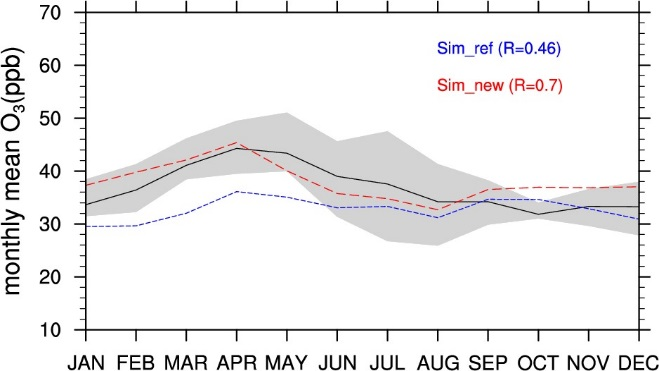 70
60
50
40
30
20
10
monthly mean O₃(ppb)
Sim_ref (R=0.46)
Sim_new (R=0.7)
JAN FEB MAR APR MAY JUN JUL AUG SEP OCT NOV DEC